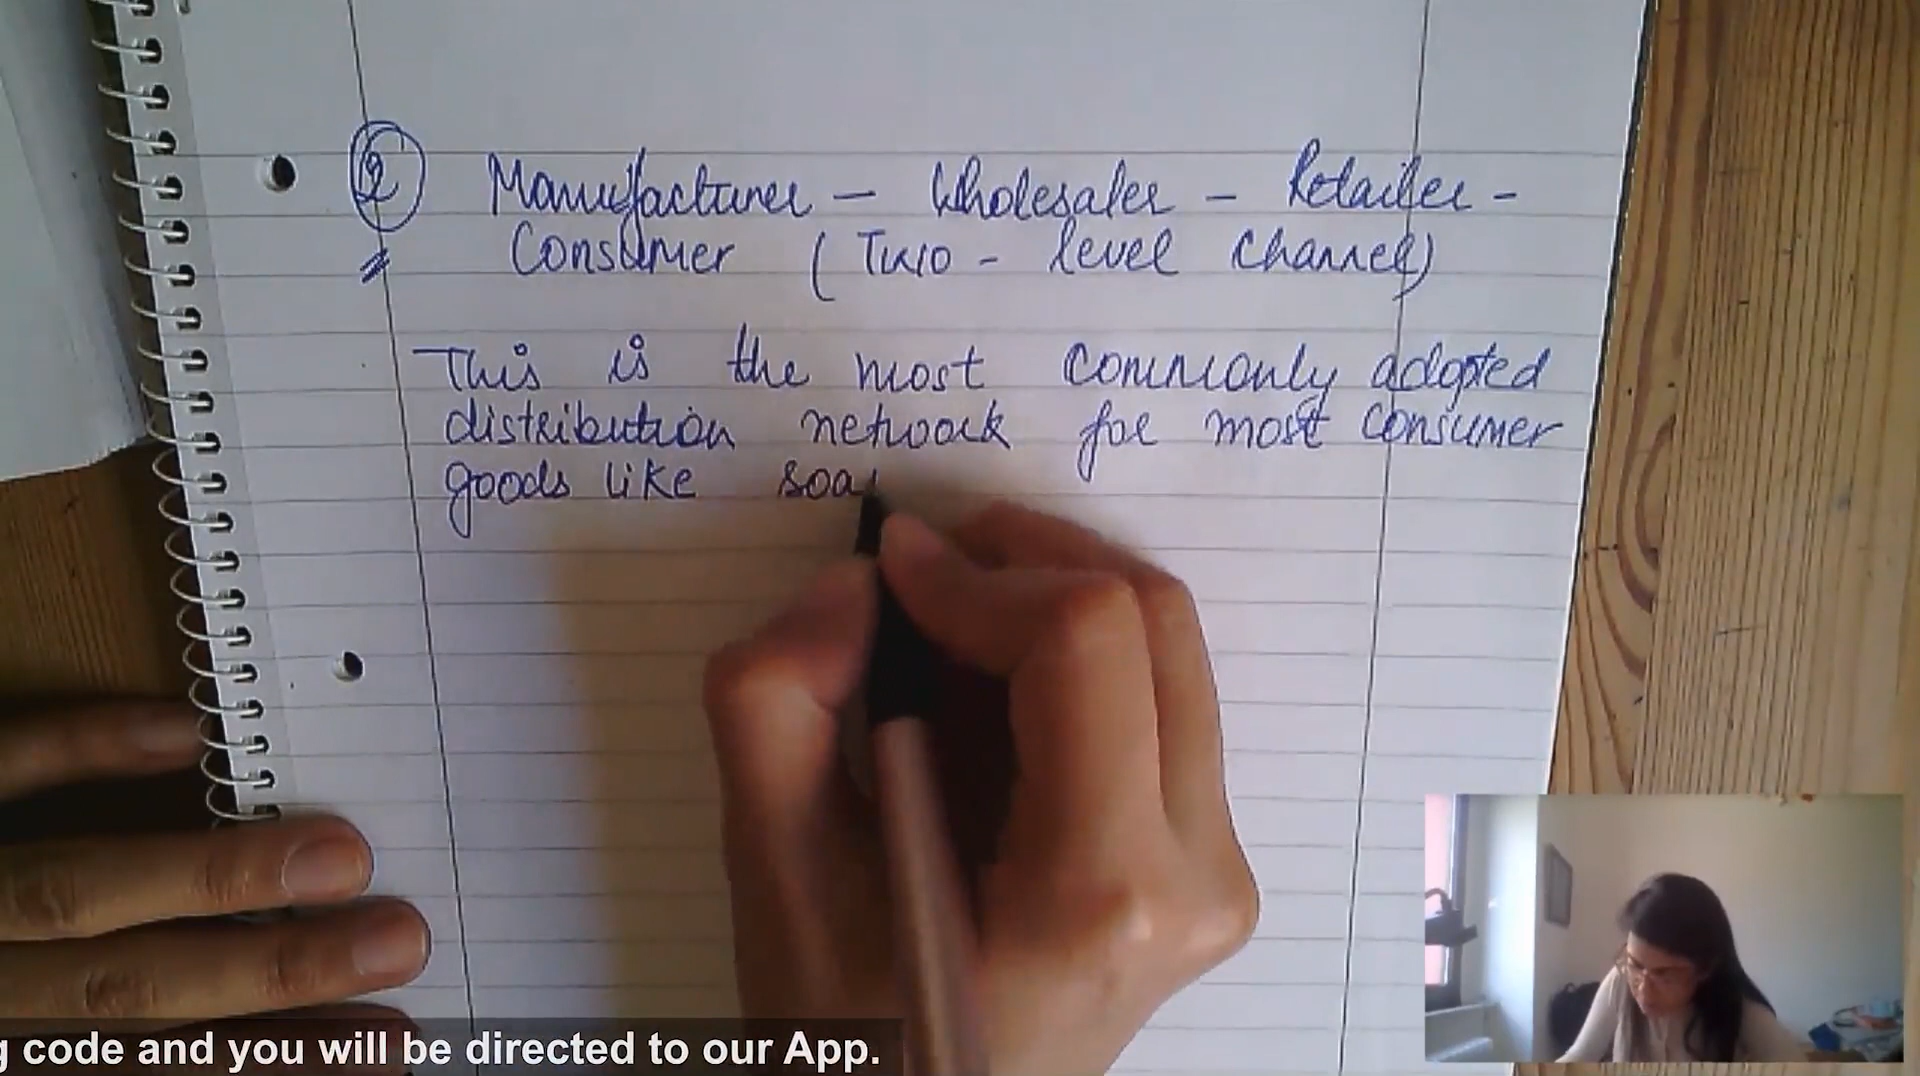 2 Manufacturer - Wholesaler - Retailer -
Consumer (Two - level Channel)
This is the most commonly adopted
distribution network for most consumer
goods like soa
g code and you will be directed to our App.